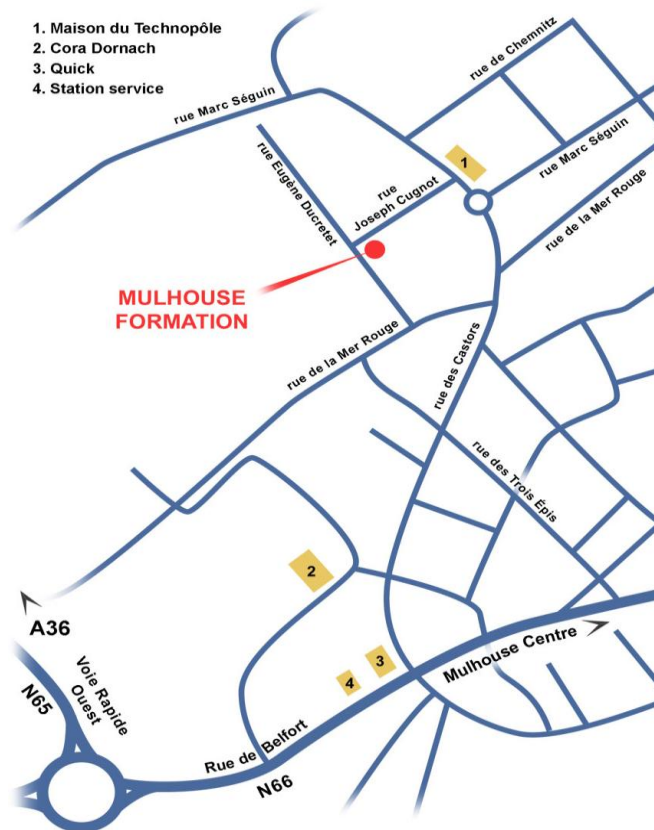 1. Maison du Technopôle
2. Cora Dornach
3. Quick
4. Station service
rue de Chemnitz
rue Marc Séguin
rue Eugène Ducretet
rue
Joseph Cugnot
1
rue Marc Séguin
rue de la Mer Rouge
MULHOUSE
FORMATION
rue de la Mer Rouge
rue des Castors
rue des Trois Épis
2
A36
Voie Rapide
Ouest
N65
3
4
Mulhouse Centre
Rue de Belfort
N66